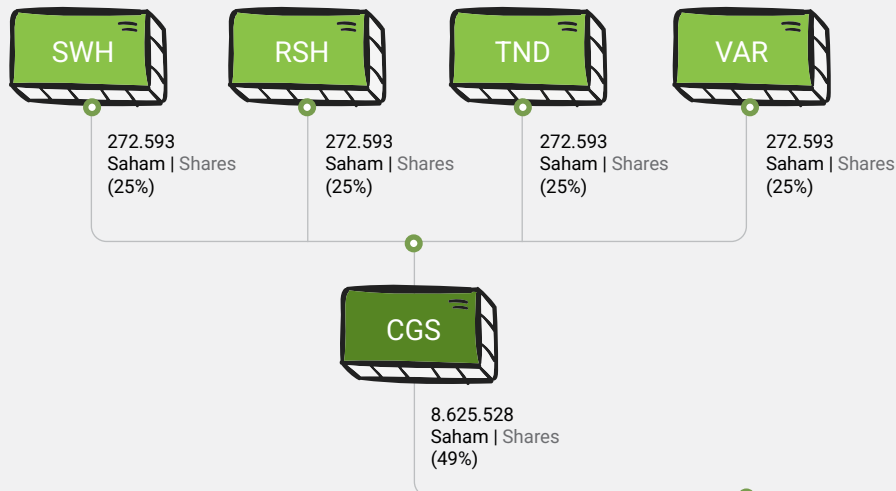 SWH
RSH
TND
VAR
272.593
Saham | Shares
(25%)
272.593
Saham | Shares
(25%)
272.593
Saham | Shares
(25%)
272.593
Saham | Shares
(25%)
CGS
8.625.528
Saham | Shares
(49%)